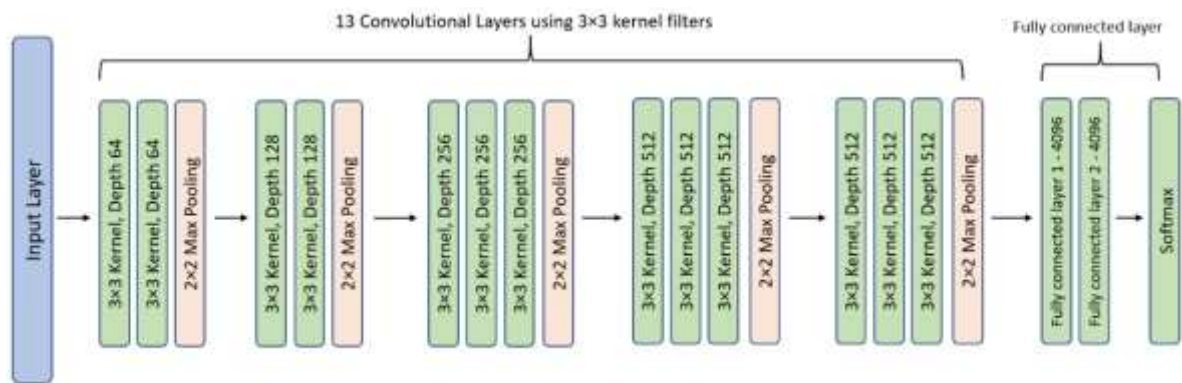 13 Convolutional Layers using 3×3 kernel filters
Fully connected layer
Input Layer
3×3 Kernel, Depth 64
3×3 Kernel, Depth 64
2×2 Max Pooling
3×3 Kernel, Depth 128
3×3 Kernel, Depth 128
2×2 Max Pooling
3×3 Kernel, Depth 256
3×3 Kernel, Depth 256
3×3 Kernel, Depth 256
2×2 Max Pooling
3×3 Kernel, Depth 512
3×3 Kernel, Depth 512
3×3 Kernel, Depth 512
2×2 Max Pooling
3×3 Kernel, Depth 512
3×3 Kernel, Depth 512
3×3 Kernel, Depth 512
2×2 Max Pooling
Fully connected layer 1 - 4096
Fully connected layer 2 - 4096
Softmax